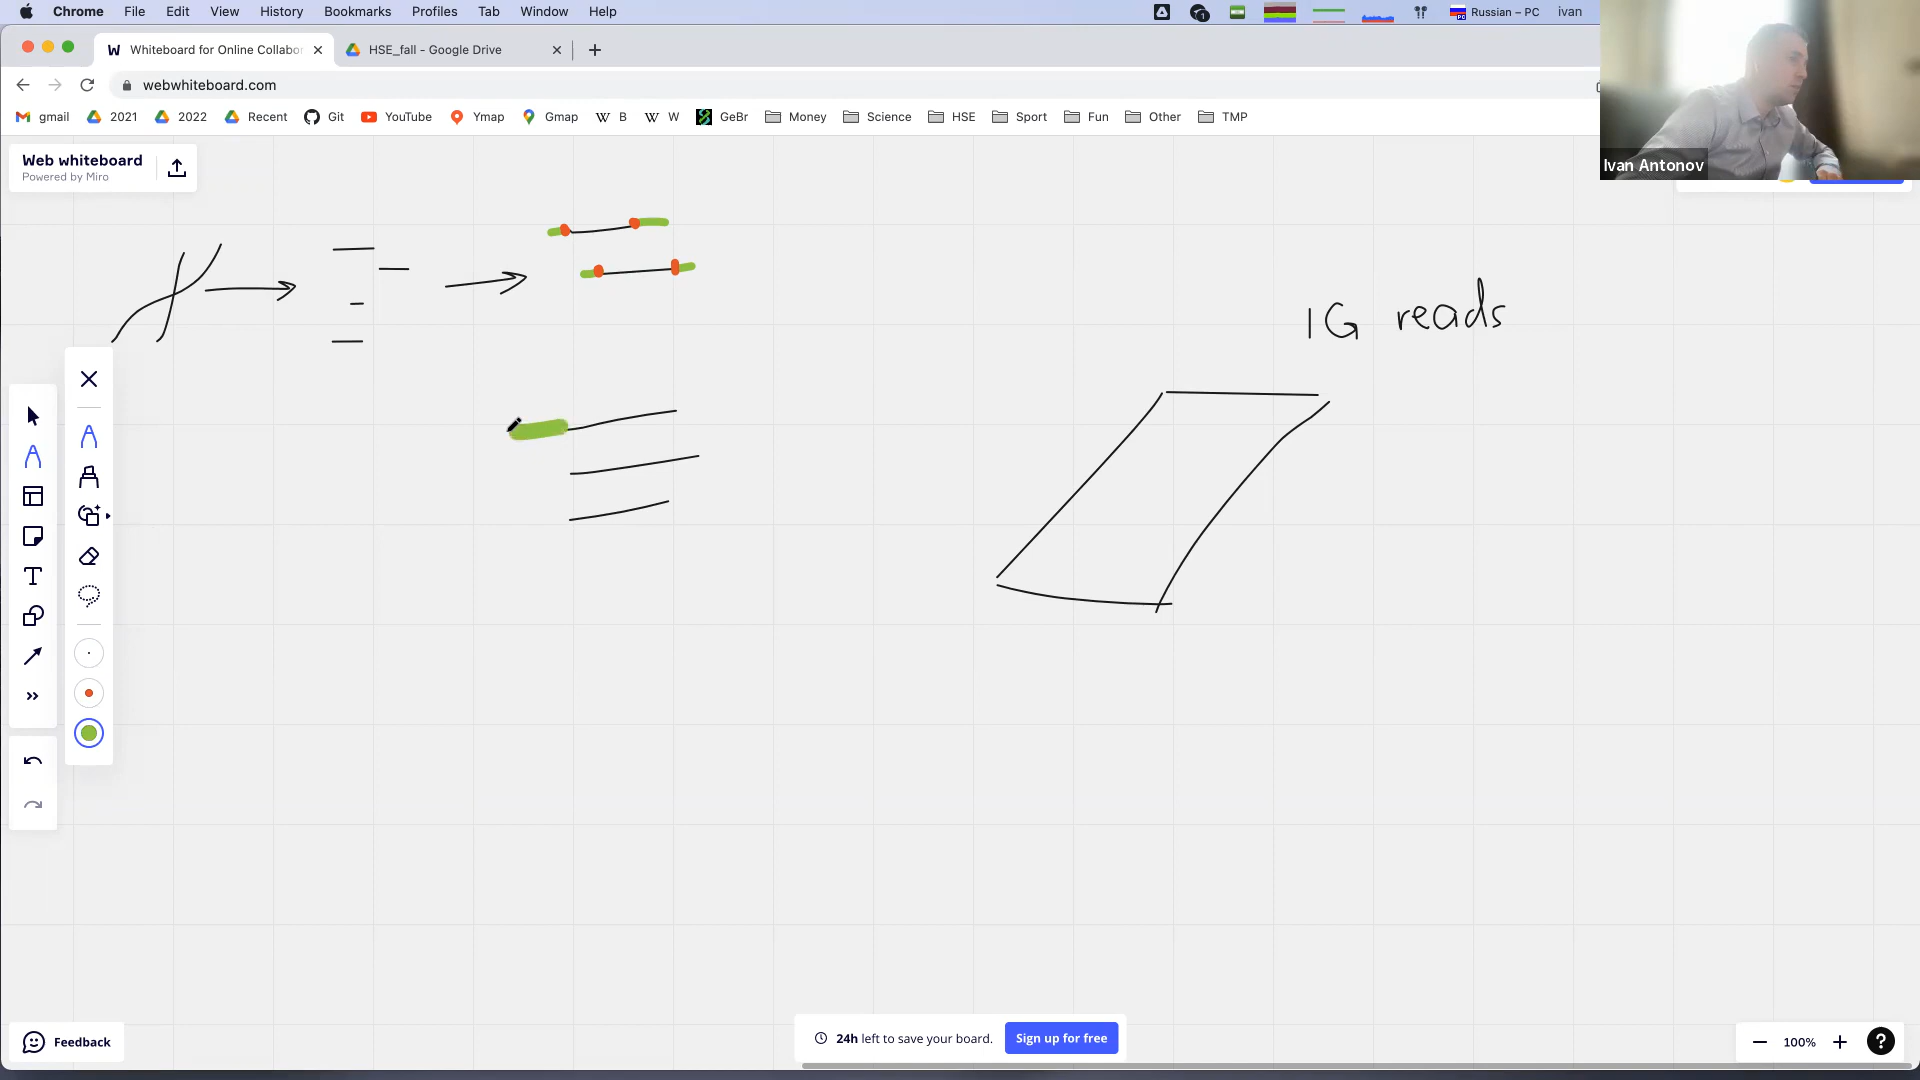 Chrome File Edit View History Bookmarks Profiles Tab Window Help
1
PC Russian – PC ivan
W Whiteboard for Online Collabor
HSE_fall - Google Drive
webwhiteboard.com
gmail 2021 2022 Recent Git YouTube Ymap Gmap W B W W GeBr Money Science HSE Sport Fun Other TMP
Ivan Antonov
Web whiteboard
Powered by Miro
1G reads
T
Feedback
24h left to save your board.
Sign up for free
100%
?